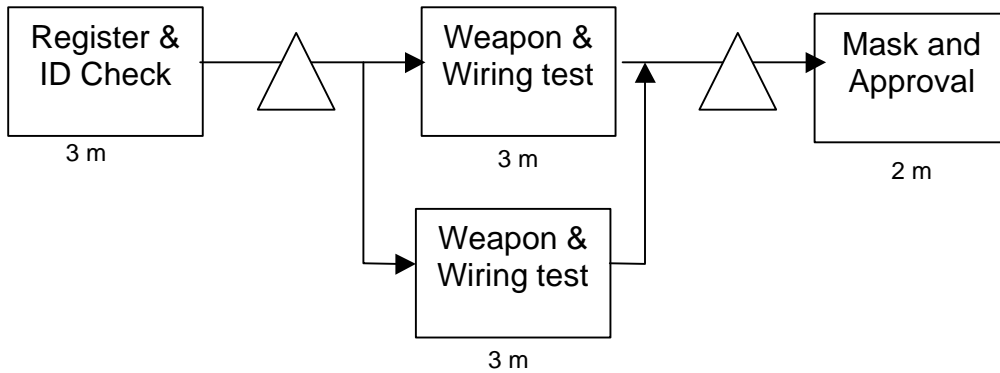 Register &
ID Check
3 m
Weapon &
Wiring test
3 m
Mask and
Approval
2 m
Weapon &
Wiring test
3 m